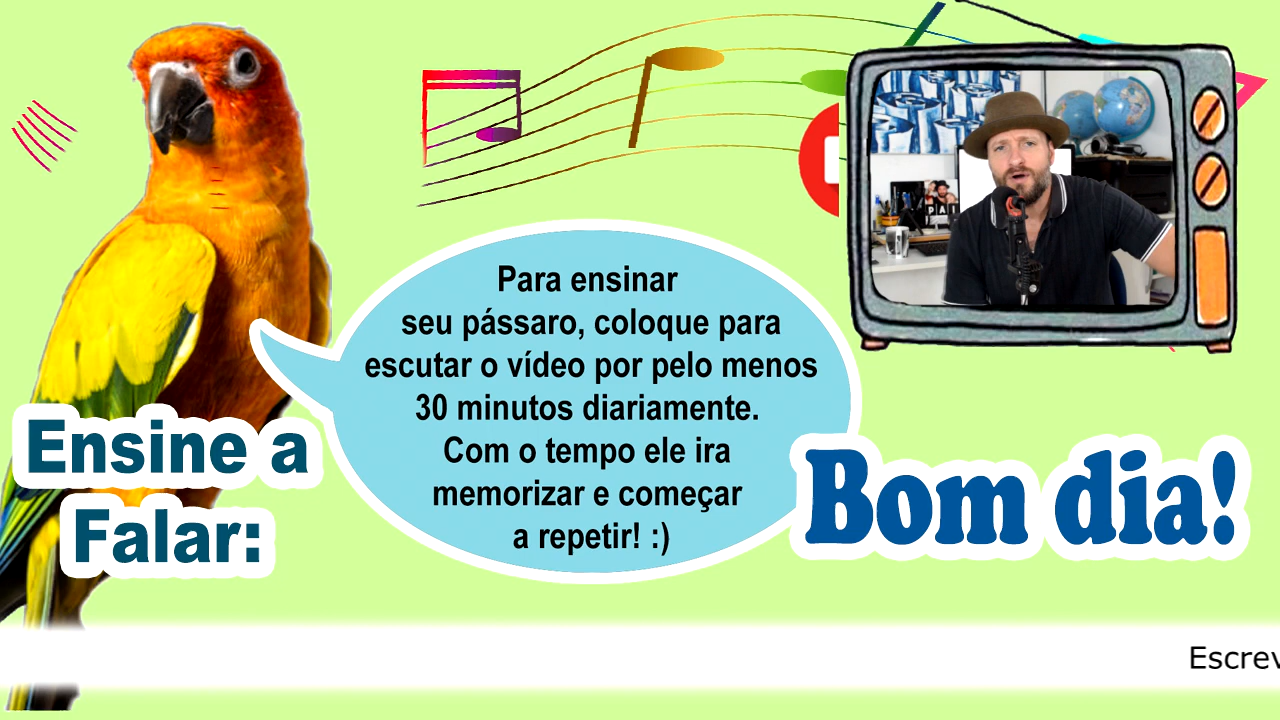 Para ensinar
seu pássaro, coloque para
escutar o vídeo por pelo menos
30 minutos diariamente.
Com o tempo ele ira
memorizar e começar
a repetir! :)
Ensine a
Falar:
Bom dia!
PAI
Escrev